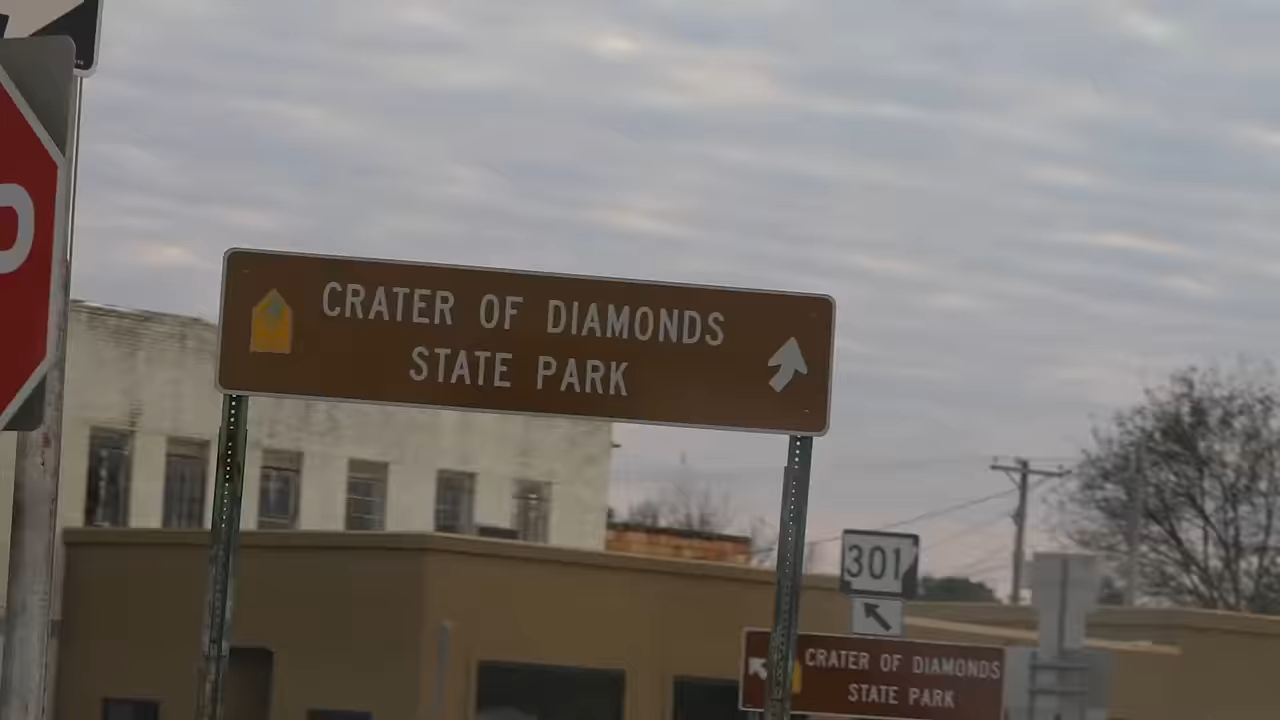 CRATER OF DIAMONDS
STATE PARK
301
CRATER OF DIAMONDS
STATE PARK